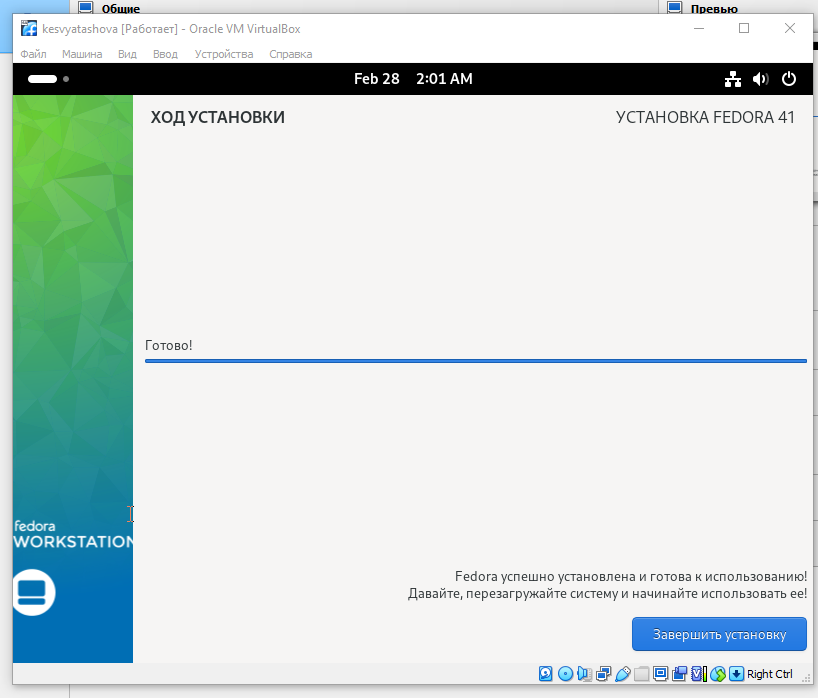 Общие
Превью
kesvyatashova [Работает] - Oracle VM VirtualBox
Файл Машина Вид Ввод Устройства Справка
Feb 28 2:01 AM
ХОД УСТАНОВКИ
УСТАНОВКА FEDORA 41
Готово!
fedora
WORKSTATION
Fedora успешно установлена и готова к использованию!
Давайте, перезагружайте систему и начинайте использовать ее!
Завершить установку
Right Ctrl